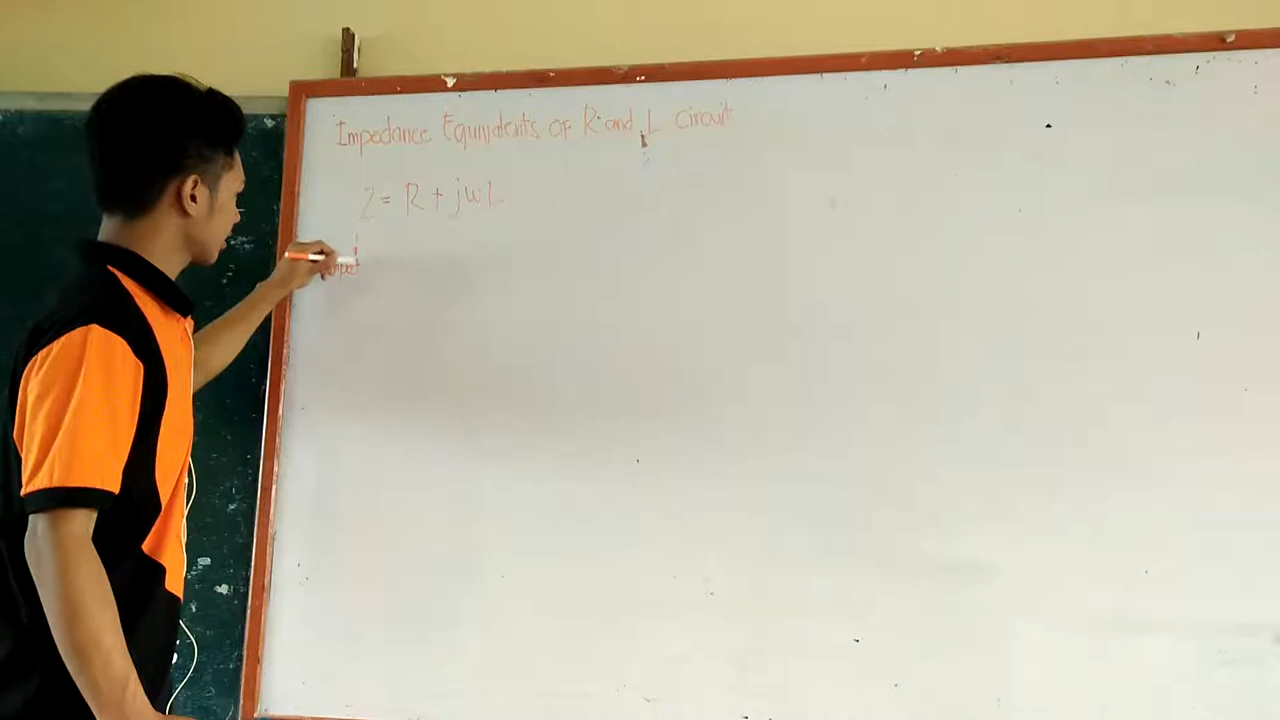 Impedance Equivalents of R and L Circuit
Z = R + jωL